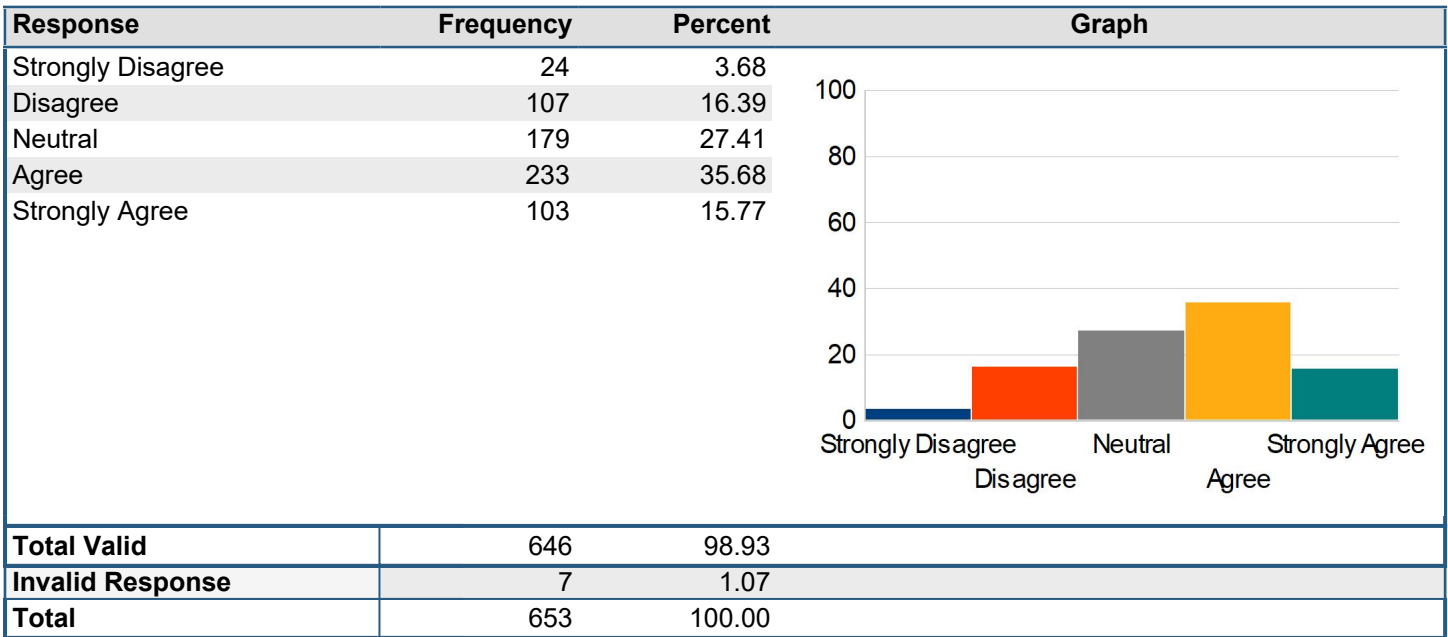 Response Frequency Percent Graph
Strongly Disagree 24 3.68
Disagree 107 16.39
Neutral 179 27.41
Agree 233 35.68
Strongly Agree 103 15.77
100
80
60
40
20
0
Strongly Disagree Neutral Strongly Agree
Disagree Agree
Total Valid 646 98.93
Invalid Response 7 1.07
Total 653 100.00